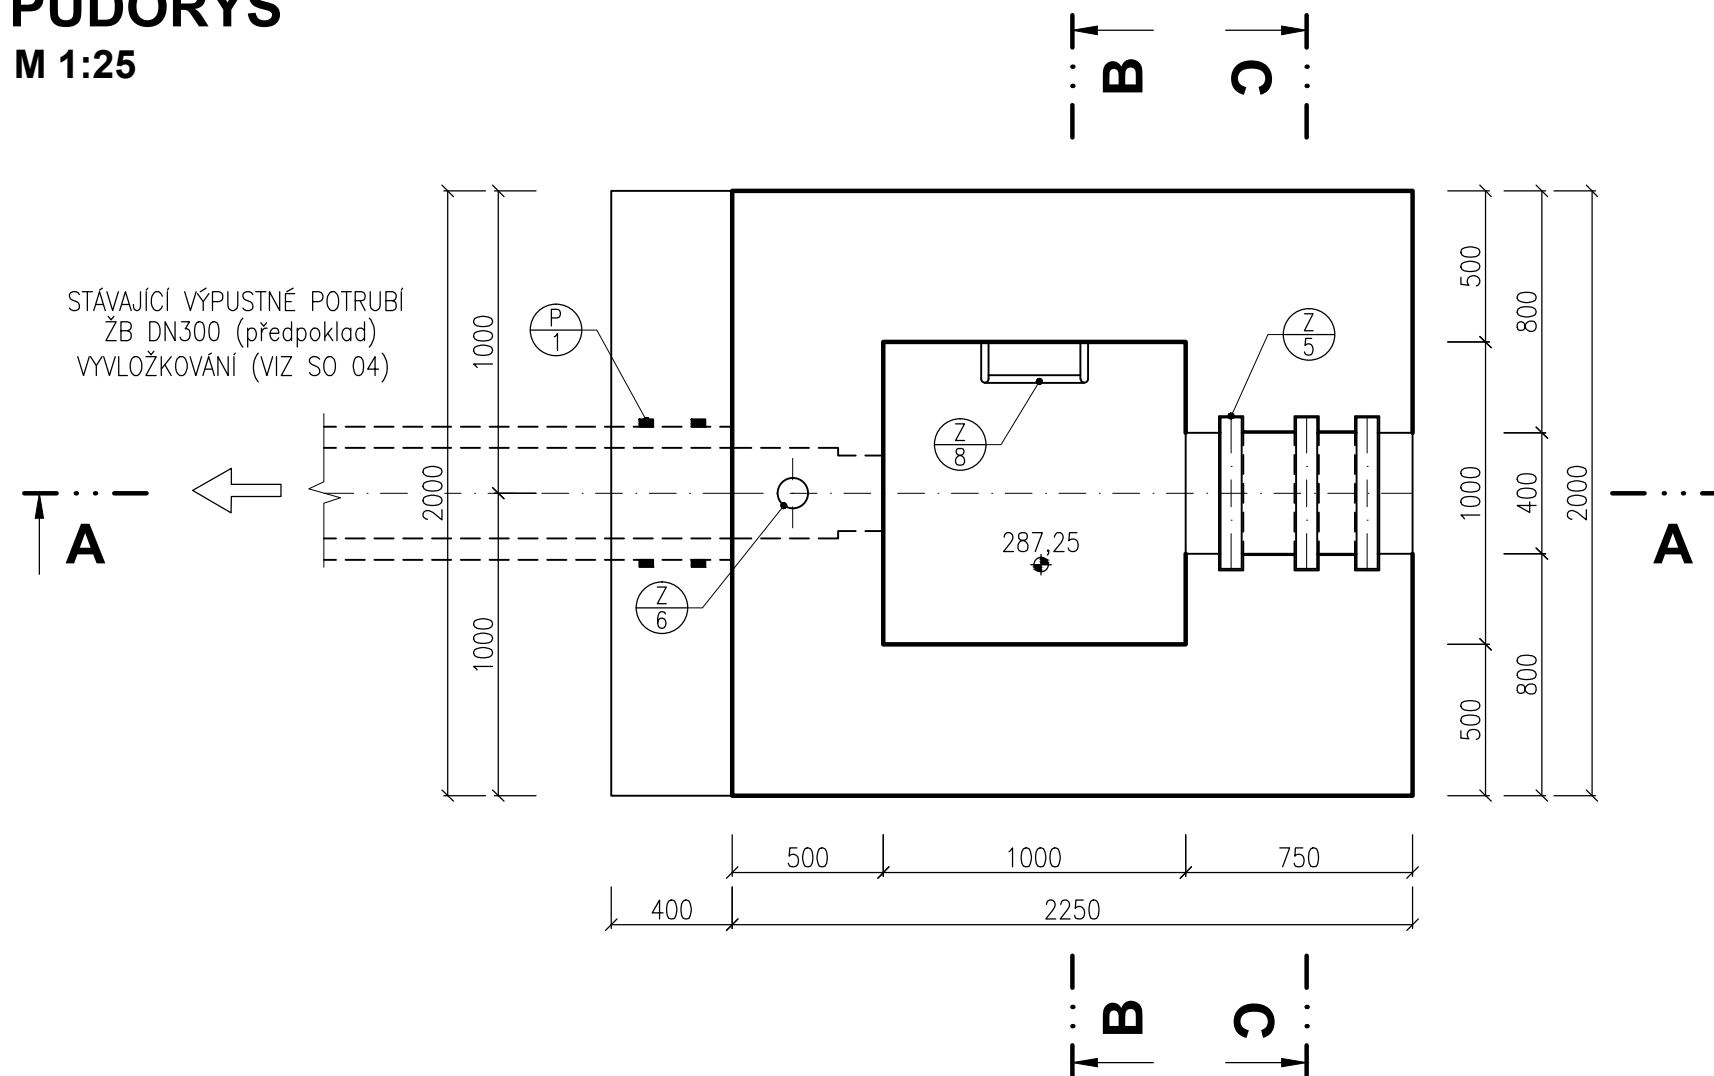 PŮDORYS
M 1:25
B
C
STÁVAJÍCÍ VÝPUSTNÉ POTRUBÍ
ŽB DN300 (předpoklad)
VYVLOŽKOVÁNÍ (VIZ SO 04)
P
1
Z
5
Z
8
Z
6
287,25
A
A
2000
1000
1000
500
1000
500
800
400
800
2000
500
1000
750
400
2250
B
C